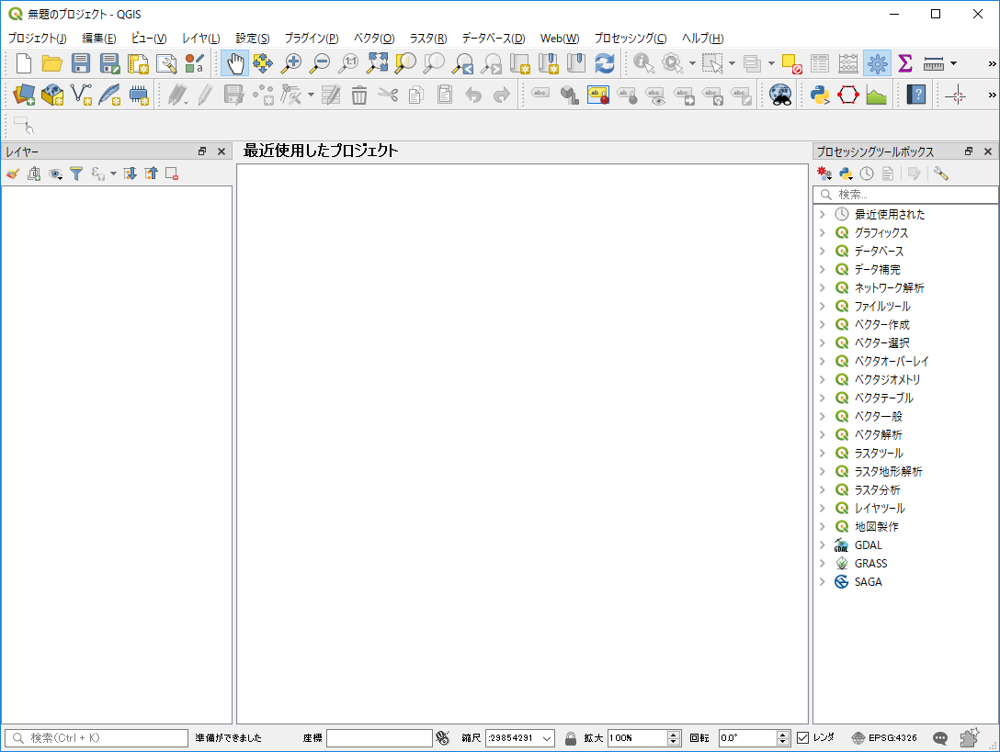 無題のプロジェクト - QGIS
プロジェクト(J) 編集(E) ビュー(V) レイヤ(L) 設定(S) プラグイン(P) ベクタ(O) ラスタ(R) データベース(D) Web(W) プロセッシング(C) ヘルプ(H)
レイヤー
最近使用したプロジェクト
プロセッシングツールボックス
検索...
最近使用された
グラフィックス
データベース
データ補完
ネットワーク解析
ファイルツール
ベクター作成
ベクター選択
ベクタオーバーレイ
ベクタジオメトリ
ベクタテーブル
ベクタ一般
ベクタ解析
ラスタツール
ラスタ地形解析
ラスタ分析
レイヤツール
地図製作
GDAL
GRASS
SAGA
検索(Ctrl + K) 準備ができました 座標 縮尺 :29854291 拡大 100% 回転 0.0° レンダ EPSG:4326